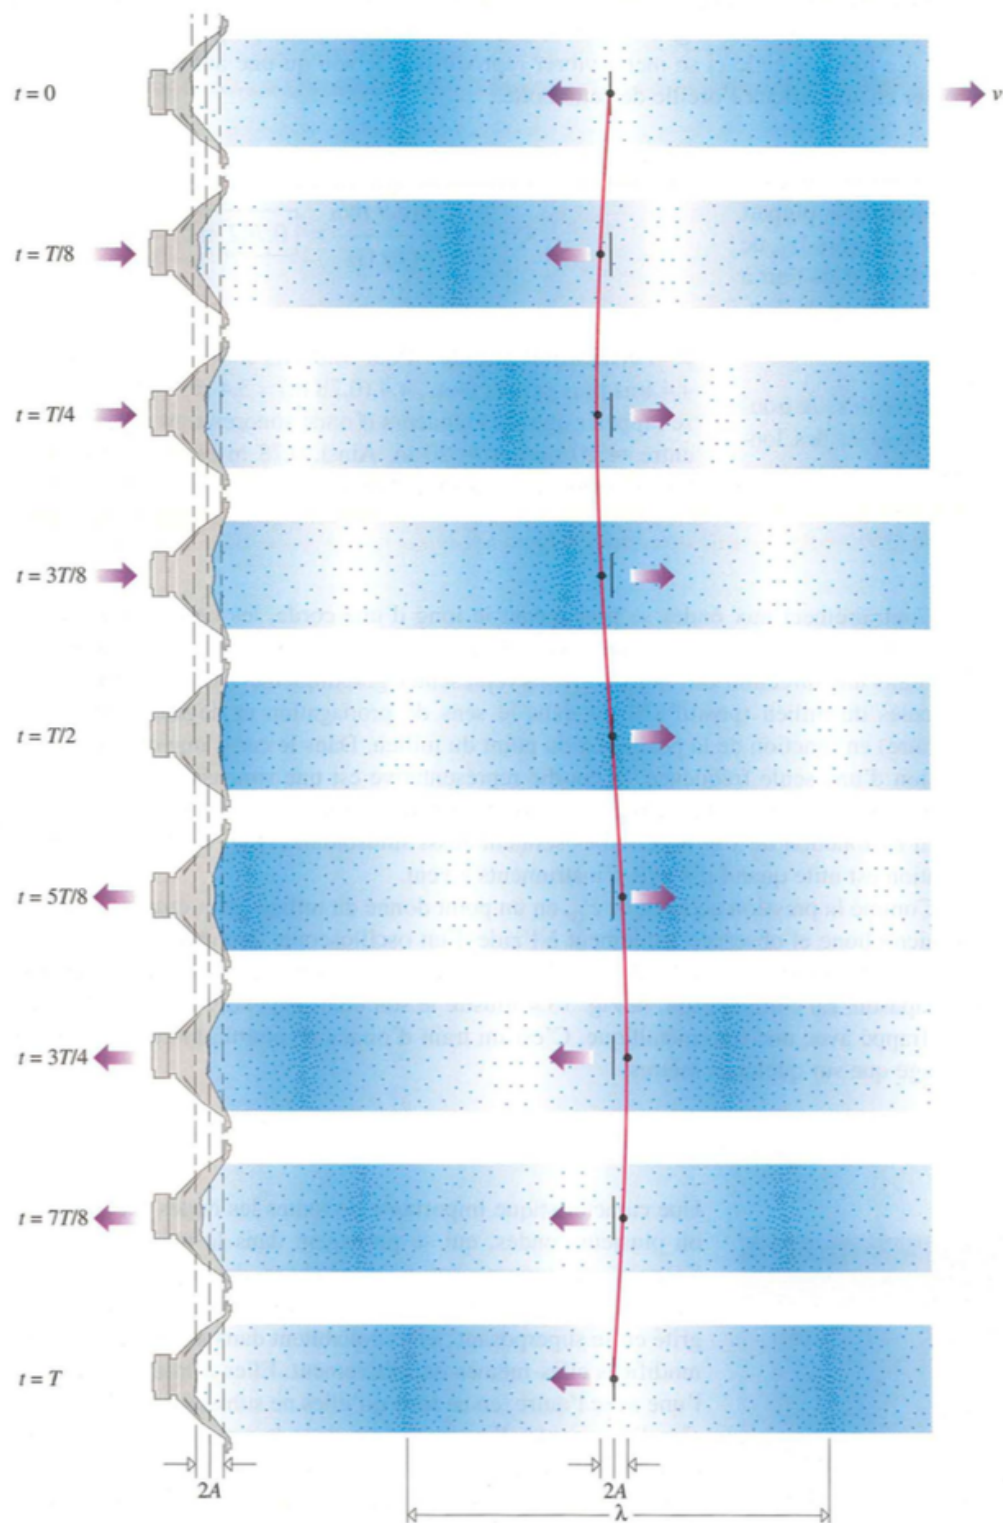 t = 0
v
t = T/8
t = T/4
t = 3T/8
t = T/2
t = 5T/8
t = 3T/4
t = 7T/8
t = T
2A
2A
λ